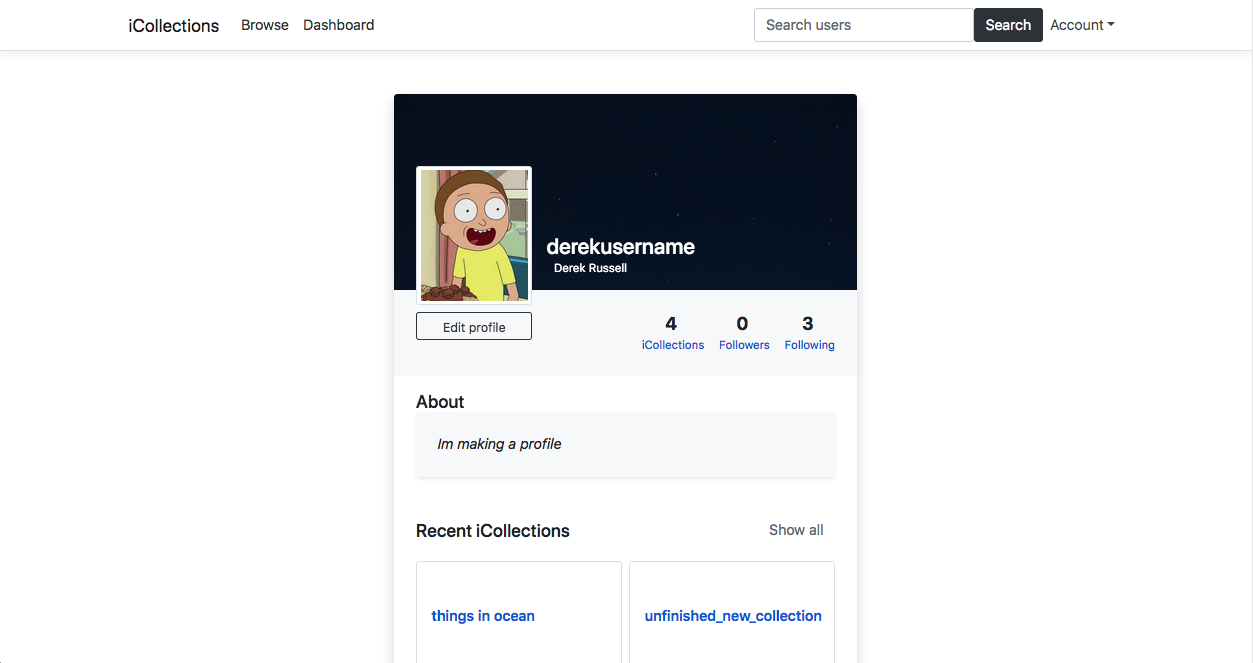 iCollections Browse Dashboard Search users Search Account
derekusername
Derek Russell
Edit profile
4 0 3
iCollections Followers Following
About
Im making a profile
Recent iCollections Show all
things in ocean unfinished_new_collection